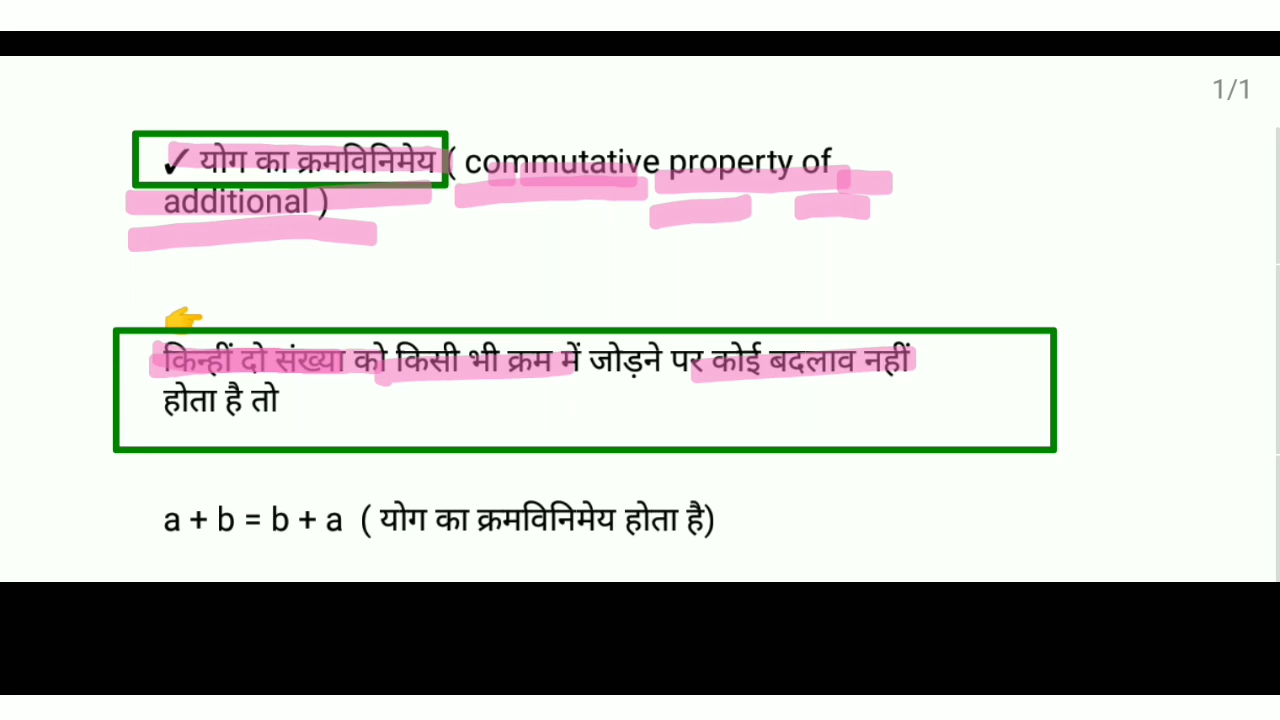 1/1
✓ योग का क्रमविनिमेय ( commutative property of
additional )
👉
किन्हीं दो संख्या को किसी भी क्रम में जोड़ने पर कोई बदलाव नहीं
होता है तो
a + b = b + a ( योग का क्रमविनिमेय होता है)